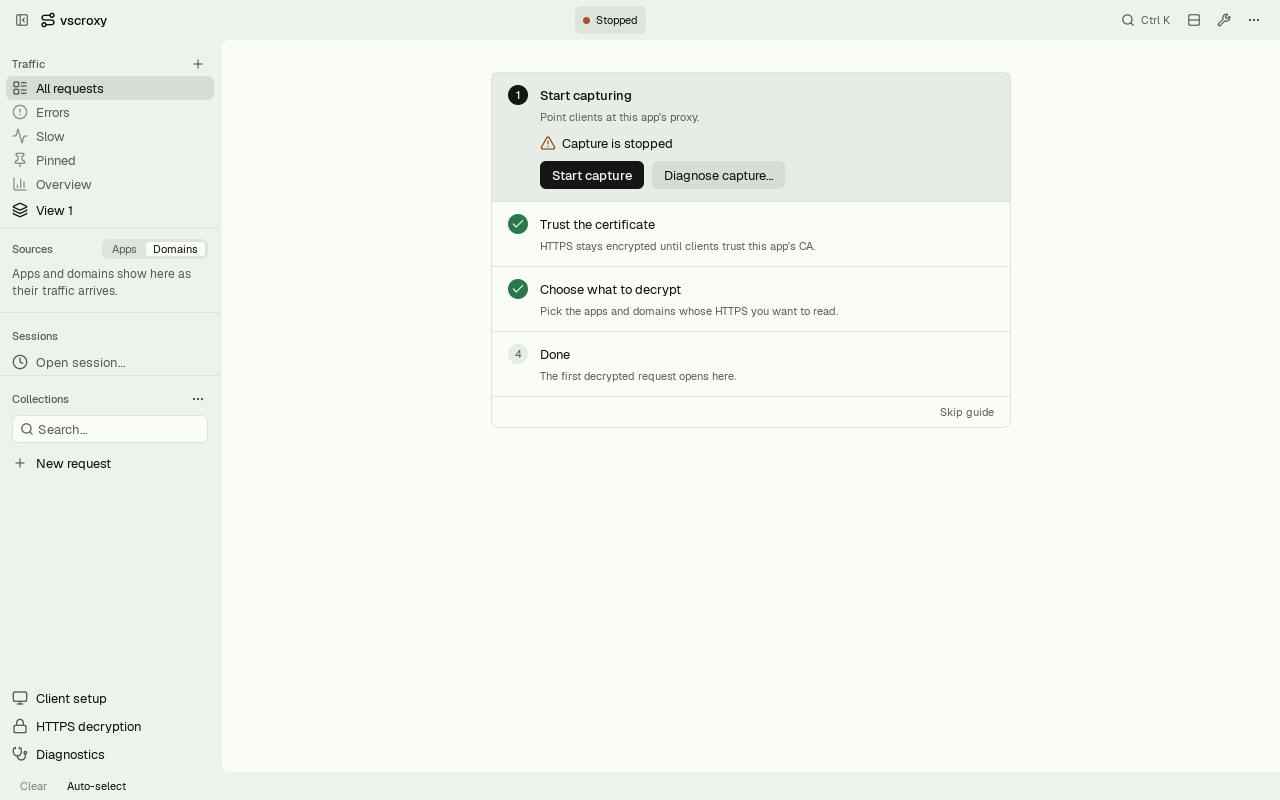 vscroxy
Stopped
Ctrl K
Traffic
All requests
Errors
Slow
Pinned
Overview
View 1
Sources
Apps
Domains
Apps and domains show here as
their traffic arrives.
Sessions
Open session...
Collections
Search...
New request
Client setup
HTTPS decryption
Diagnostics
Clear
Auto-select
1
Start capturing
Point clients at this app's proxy.
Capture is stopped
Start capture
Diagnose capture...
Trust the certificate
HTTPS stays encrypted until clients trust this app's CA.
Choose what to decrypt
Pick the apps and domains whose HTTPS you want to read.
4
Done
The first decrypted request opens here.
Skip guide